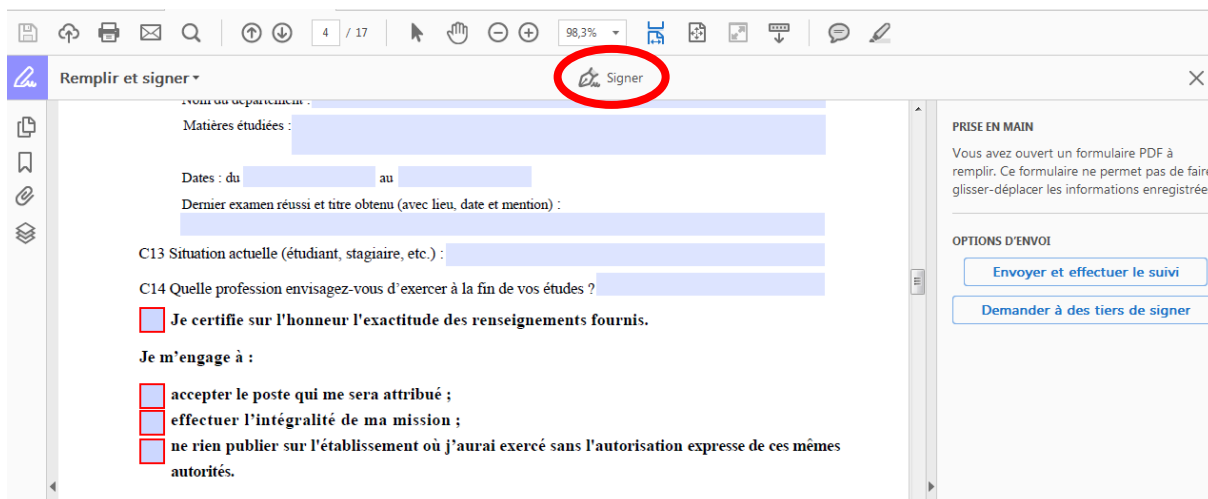 4 / 17
98,3%
Remplir et signer
Signer
Nom du département :
Matières étudiées :
Dates : du au
Dernier examen réussi et titre obtenu (avec lieu, date et mention) :
C13 Situation actuelle (étudiant, stagiaire, etc.) :
C14 Quelle profession envisagez-vous d’exercer à la fin de vos études ?
Je certifie sur l'honneur l'exactitude des renseignements fournis.
Je m’engage à :
accepter le poste qui me sera attribué ;
effectuer l’intégralité de ma mission ;
ne rien publier sur l'établissement où j’aurai exercé sans l'autorisation expresse de ces mêmes
autorités.
PRISE EN MAIN
Vous avez ouvert un formulaire PDF à
remplir. Ce formulaire ne permet pas de faire
glisser-déplacer les informations enregistrée
OPTIONS D'ENVOI
Envoyer et effectuer le suivi
Demander à des tiers de signer